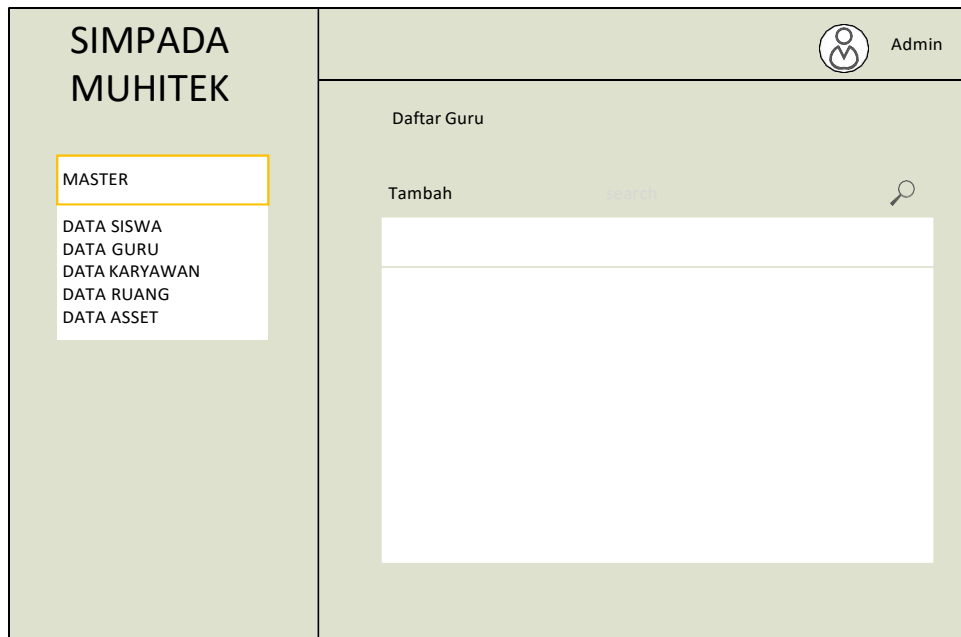 SIMPADA
MUHITEK
Admin
Daftar Guru
MASTER
Tambah
search
DATA SISWA
DATA GURU
DATA KARYAWAN
DATA RUANG
DATA ASSET